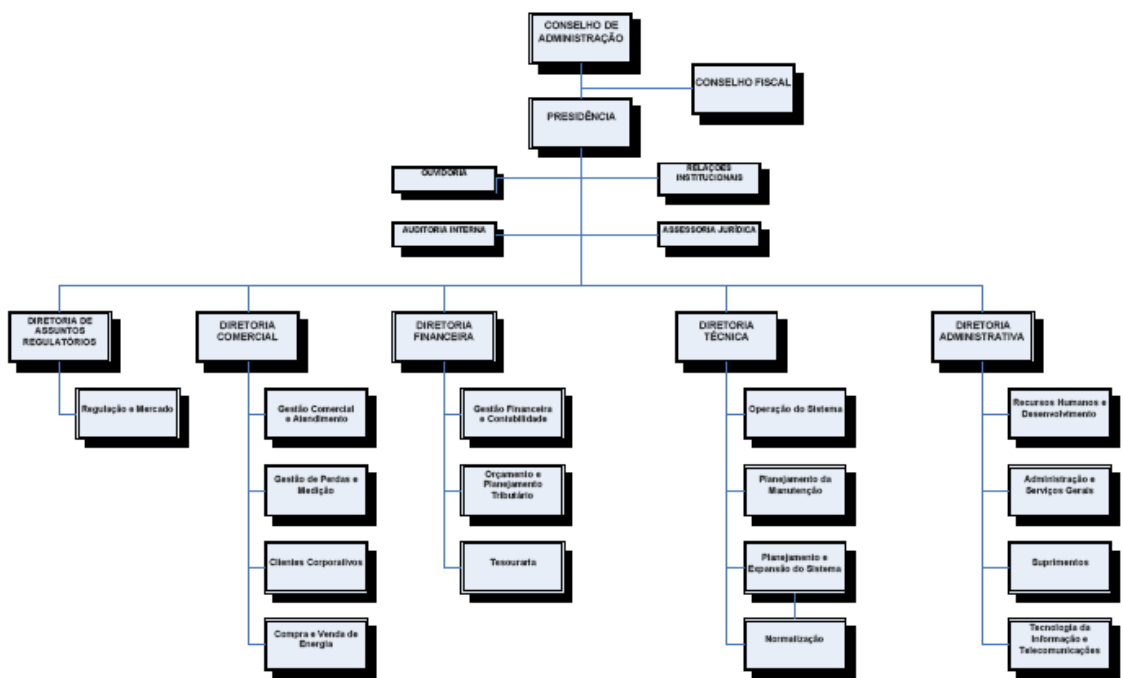 CONSELHO DE
ADMINISTRAÇÃO
CONSELHO FISCAL
PRESIDÊNCIA
OUVIDORIA
RELAÇÕES
INSTITUCIONAIS
AUDITORIA INTERNA
ASSESSORIA JURÍDICA
DIRETORIA DE
ASSUNTOS
REGULATÓRIOS
DIRETORIA
COMERCIAL
DIRETORIA
FINANCEIRA
DIRETORIA
TÉCNICA
DIRETORIA
ADMINISTRATIVA
Regulação e Mercado
Gestão Comercial
e Atendimento
Gestão Financeira
e Contabilidade
Operação do Sistema
Recursos Humanos e
Desenvolvimento
Gestão de Perdas e
Medição
Orçamento e
Planejamento
Tributário
Planejamento da
Manutenção
Administração e
Serviços Gerais
Clientes Corporativos
Tesouraria
Planejamento e
Expansão do Sistema
Suprimentos
Compra e Venda de
Energia
Normalização
Tecnologia da
Informação e
Telecomunicações